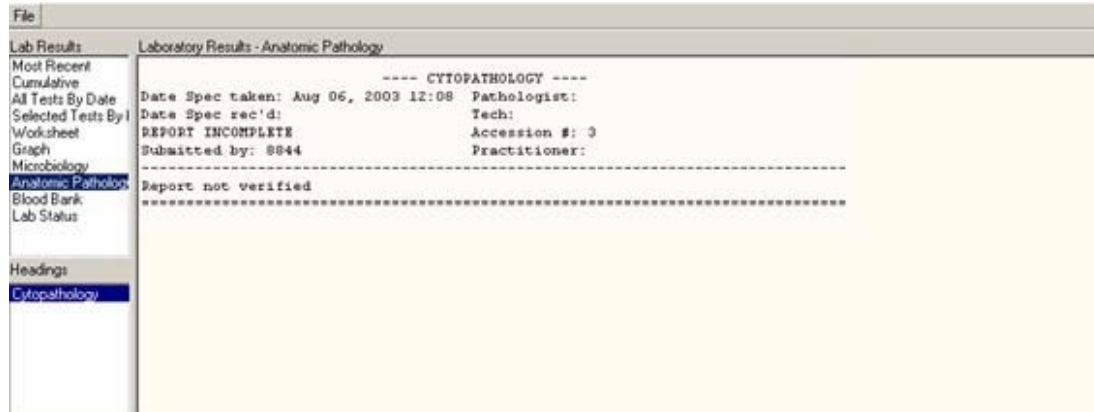 File
Lab Results
Most Recent
Cumulative
All Tests By Date
Selected Tests By
Worksheet
Graph
Microbiology
Anatomic Patholog
Blood Bank
Lab Status
Headings
Cytopathology
Laboratory Results - Anatomic Pathology
---- CYTOPATHOLOGY ----
Date Spec taken: Aug 06, 2003 12:08 Pathologist:
Date Spec rec'd: Tech:
REPORT INCOMPLETE Accession #: 3
Submitted by: 8844 Practitioner:
Report not verified